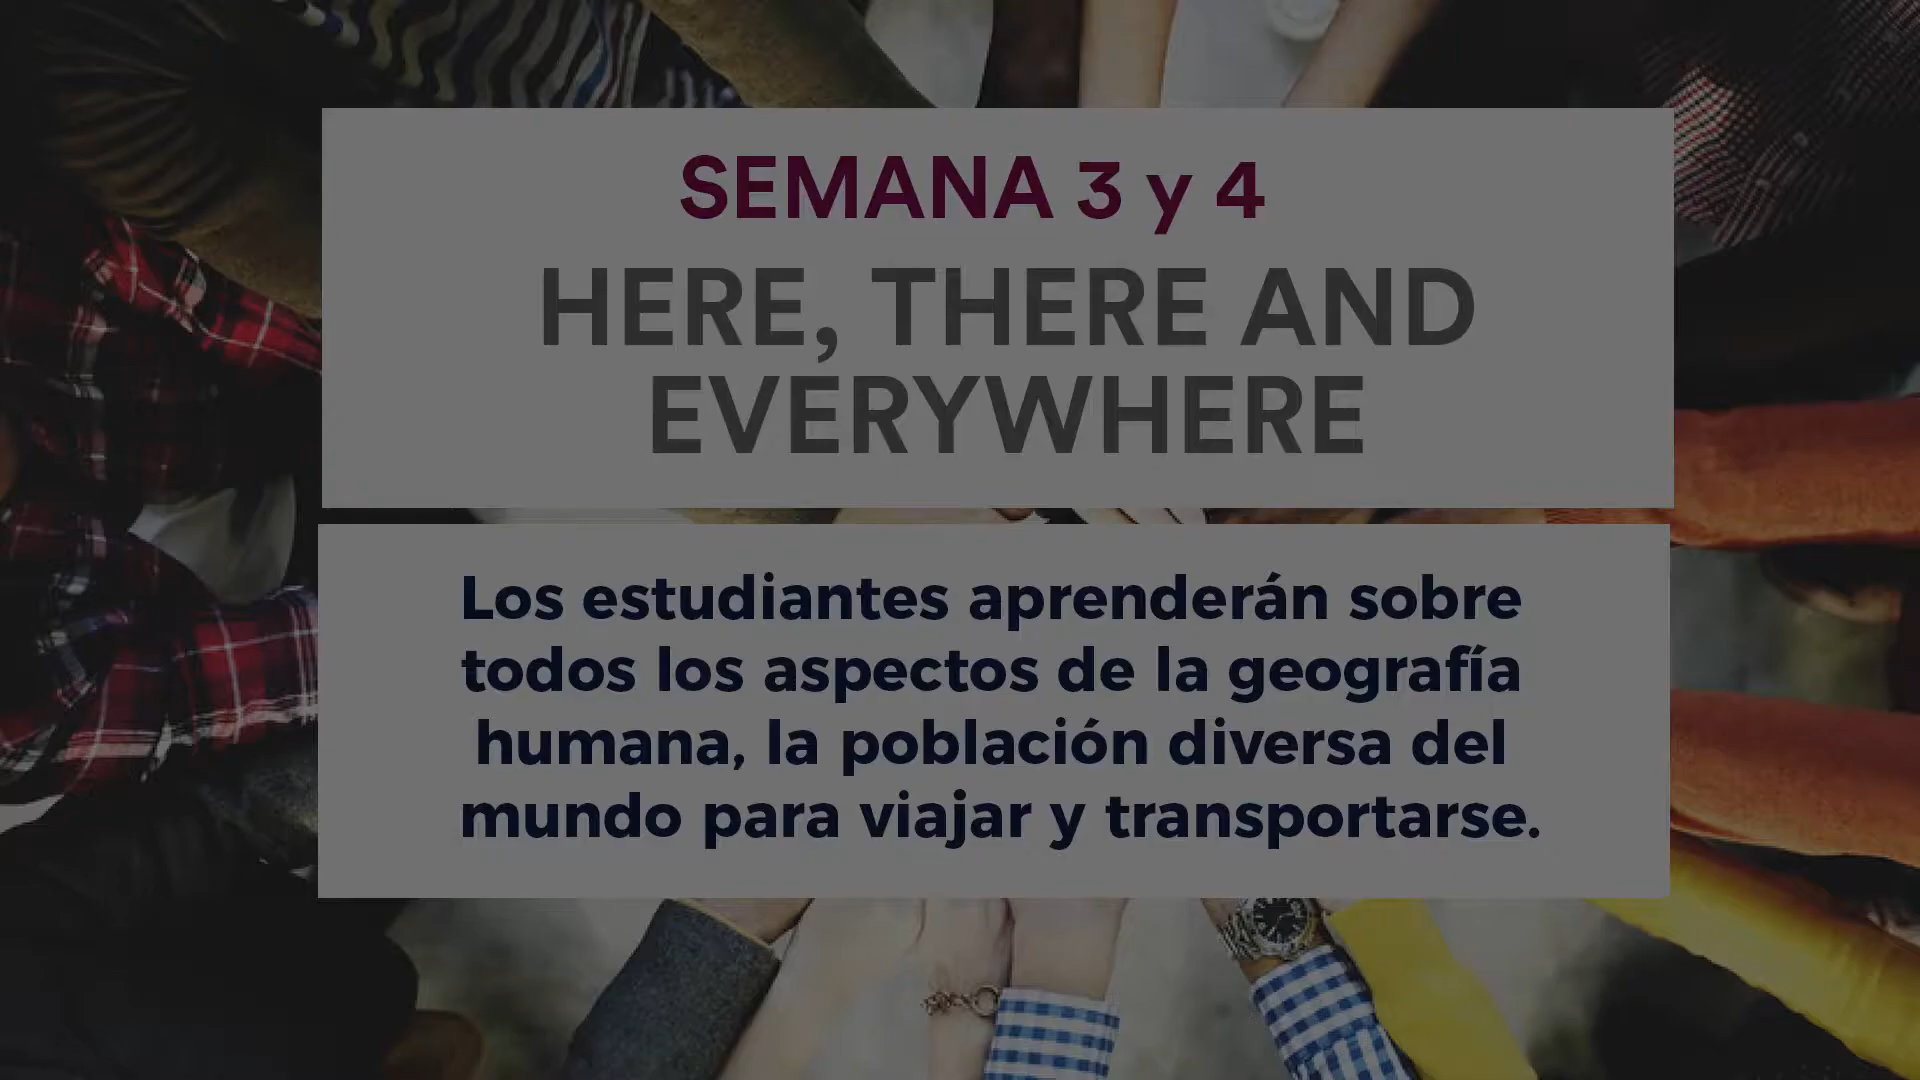 SEMANA 3 y 4
HERE, THERE AND
EVERYWHERE
Los estudiantes aprenderán sobre
todos los aspectos de la geografía
humana, la población diversa del
mundo para viajar y transportarse.